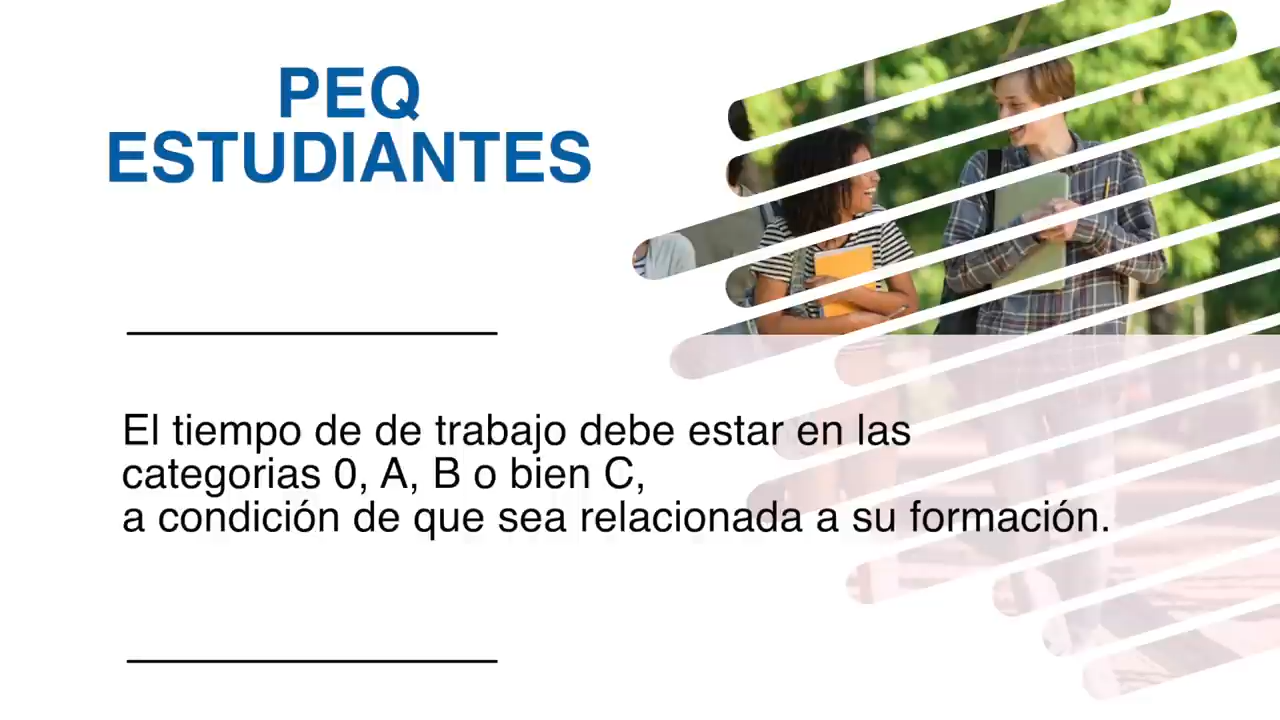 PEQ
ESTUDIANTES
El tiempo de de trabajo debe estar en las
categorias 0, A, B o bien C,
a condición de que sea relacionada a su formación.